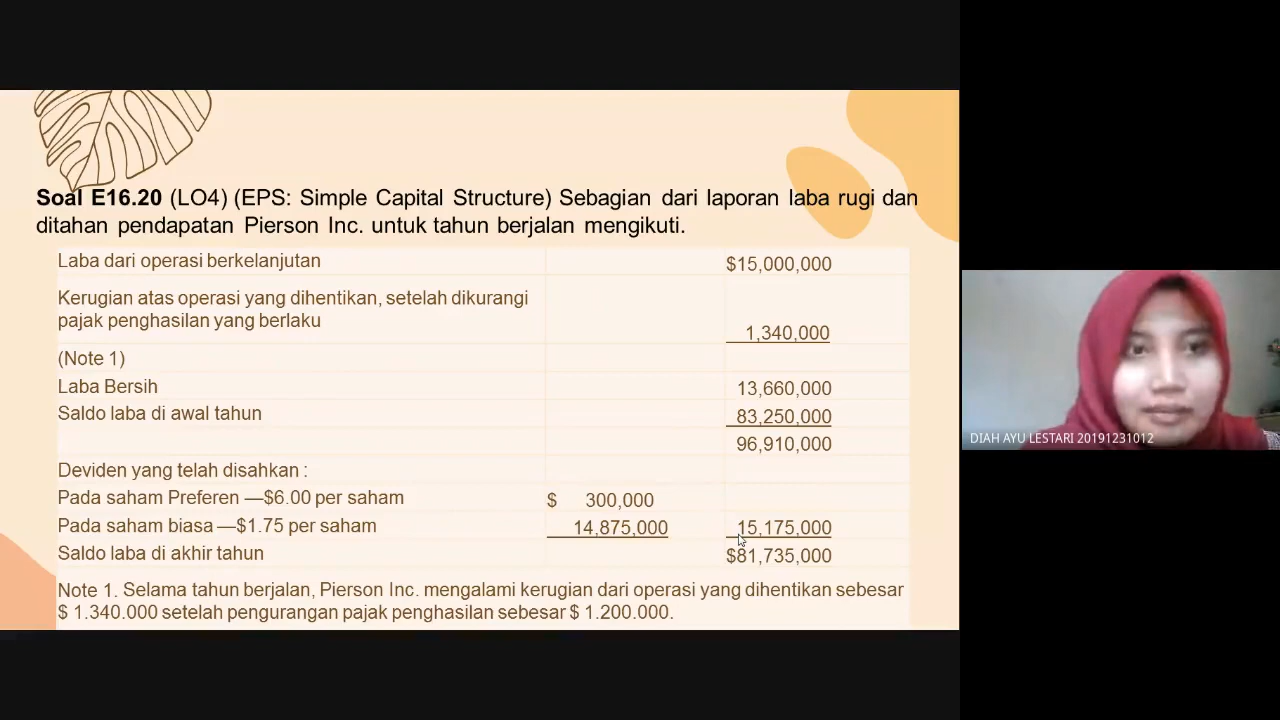 Soal E16.20 (LO4) (EPS: Simple Capital Structure) Sebagian dari laporan laba rugi dan
ditahan pendapatan Pierson Inc. untuk tahun berjalan mengikuti.
Laba dari operasi berkelanjutan $15,000,000
Kerugian atas operasi yang dihentikan, setelah dikurangi
pajak penghasilan yang berlaku 1,340,000
(Note 1)
Laba Bersih 13,660,000
Saldo laba di awal tahun 83,250,000
96,910,000
Deviden yang telah disahkan :
Pada saham Preferen —$6.00 per saham $ 300,000
Pada saham biasa —$1.75 per saham 14,875,000 15,175,000
Saldo laba di akhir tahun $81,735,000
Note 1. Selama tahun berjalan, Pierson Inc. mengalami kerugian dari operasi yang dihentikan sebesar
$ 1.340.000 setelah pengurangan pajak penghasilan sebesar $ 1.200.000.
DIAH AYU LESTARI 20191231012